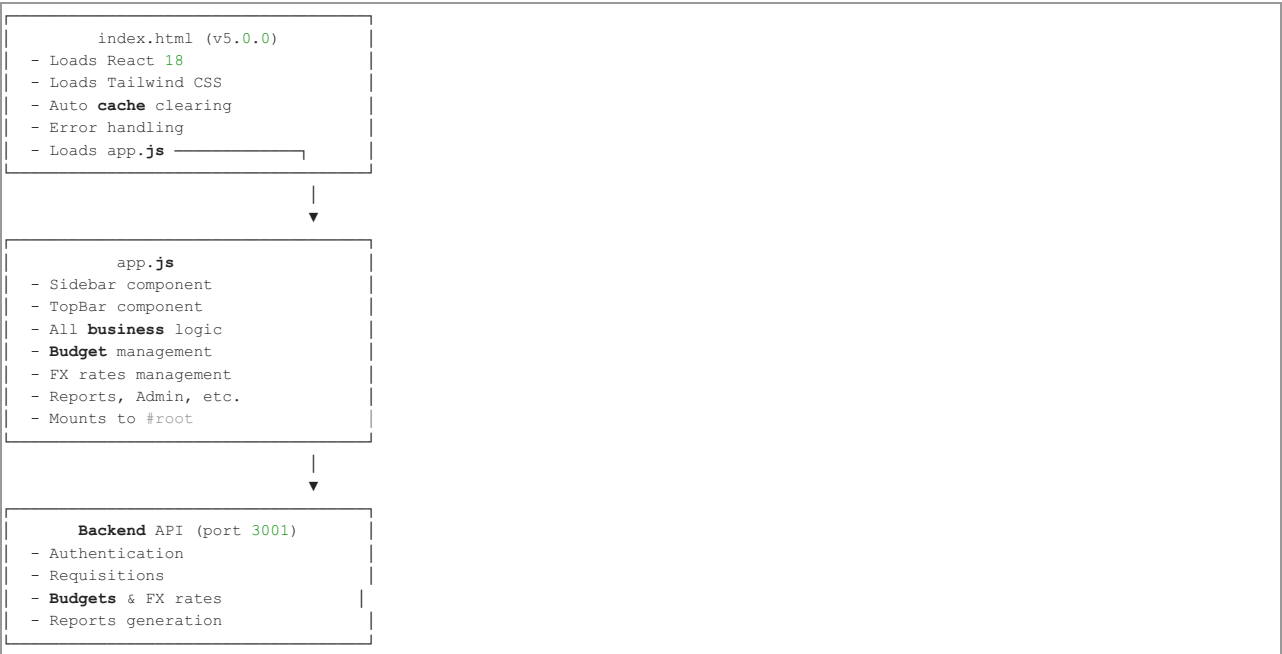 index.html (v5.0.0)
- Loads React 18
- Loads Tailwind CSS
- Auto cache clearing
- Error handling
- Loads app.js
app.js
- Sidebar component
- TopBar component
- All business logic
- Budget management
- FX rates management
- Reports, Admin, etc.
- Mounts to #root
Backend API (port 3001)
- Authentication
- Requisitions
- Budgets & FX rates
- Reports generation